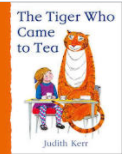 The Tiger Who
Came
to Tea
Judith Kerr